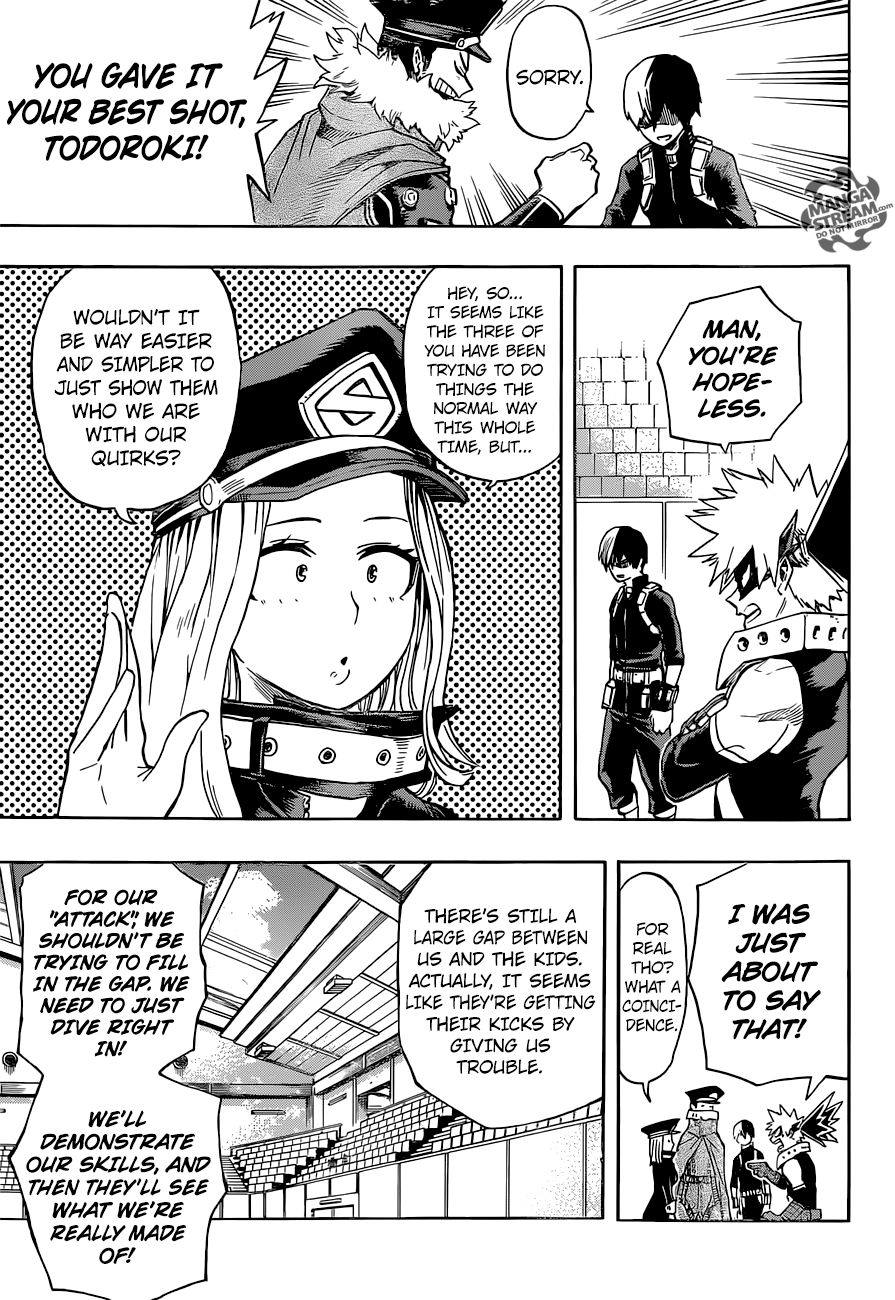 SORRY.
YOU GAVE IT
YOUR BEST SHOT,
TODOROKI!
MANGA
STREAM.com
DO NOT MIRROR
MAN,
YOU'RE
HOPE-
LESS.
HEY, SO...
IT SEEMS LIKE
THE THREE OF
YOU HAVE BEEN
TRYING TO DO
THINGS THE
NORMAL WAY
THIS WHOLE
TIME, BUT...
WOULDN'T IT
BE WAY EASIER
AND SIMPLER TO
JUST SHOW THEM
WHO WE ARE
WITH OUR
QUIRKS?
S
I WAS
JUST
ABOUT
TO SAY
THAT!
FOR
REAL
THO?
WHAT A
COINCI-
DENCE.
THERE'S STILL A
LARGE GAP BETWEEN
US AND THE KIDS.
ACTUALLY, IT SEEMS
LIKE THEY'RE GETTING
THEIR KICKS BY
GIVING US
TROUBLE.
FOR OUR
"ATTACK", WE
SHOULDN'T BE
TRYING TO FILL
IN THE GAP. WE
NEED TO JUST
DIVE RIGHT
IN!
WE'LL
DEMONSTRATE
OUR SKILLS, AND
THEN THEY'LL SEE
WHAT WE'RE
REALLY MADE
OF!